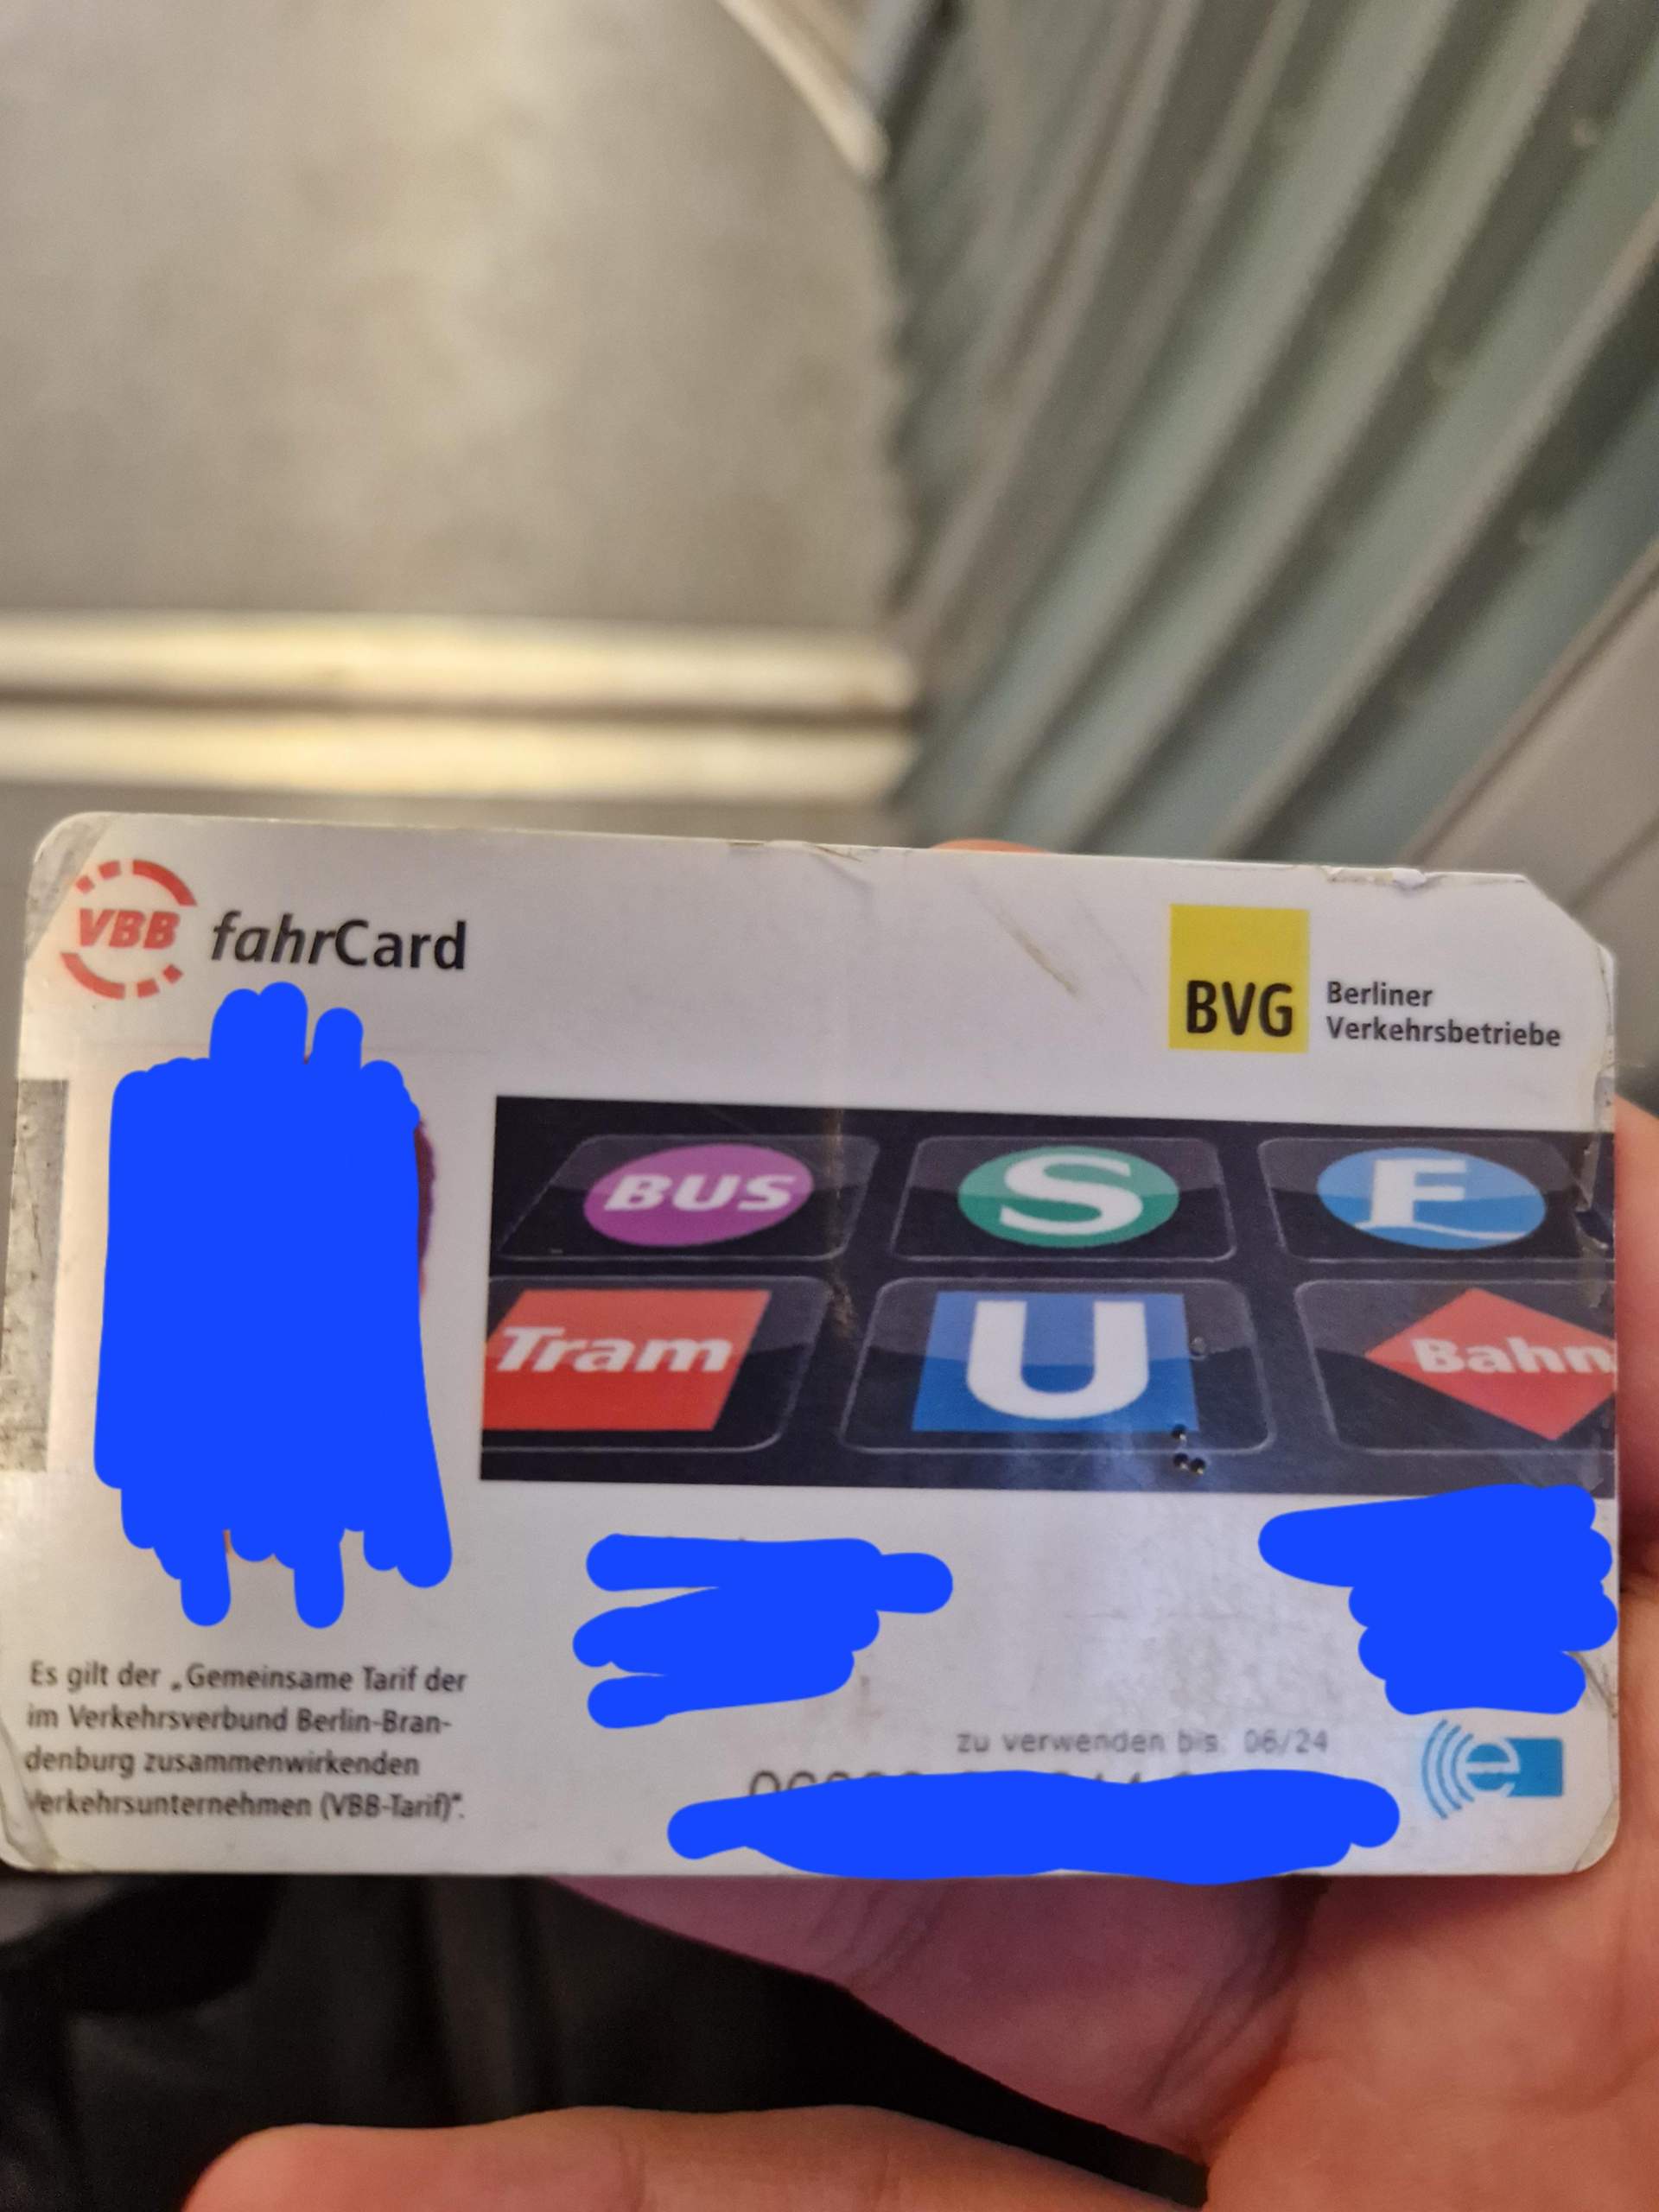 VBB fahrCard
BVG Berliner
Verkehrsbetriebe
BUS S F
Tram U Bahn
Es gilt der „Gemeinsame Tarif der
im Verkehrsverbund Berlin-Bran-
denburg zusammenwirkenden
Verkehrsunternehmen (VBB-Tarif)“.
zu verwenden bis: 06/24
e